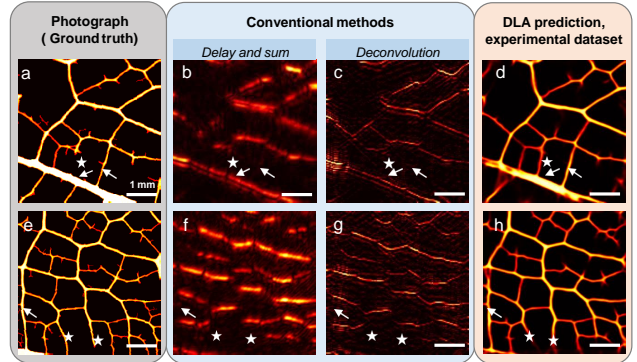 Photograph
( Ground truth)
Conventional methods
Delay and sum
Deconvolution
DLA prediction,
experimental dataset
a
b
c
d
1 mm
e
f
g
h